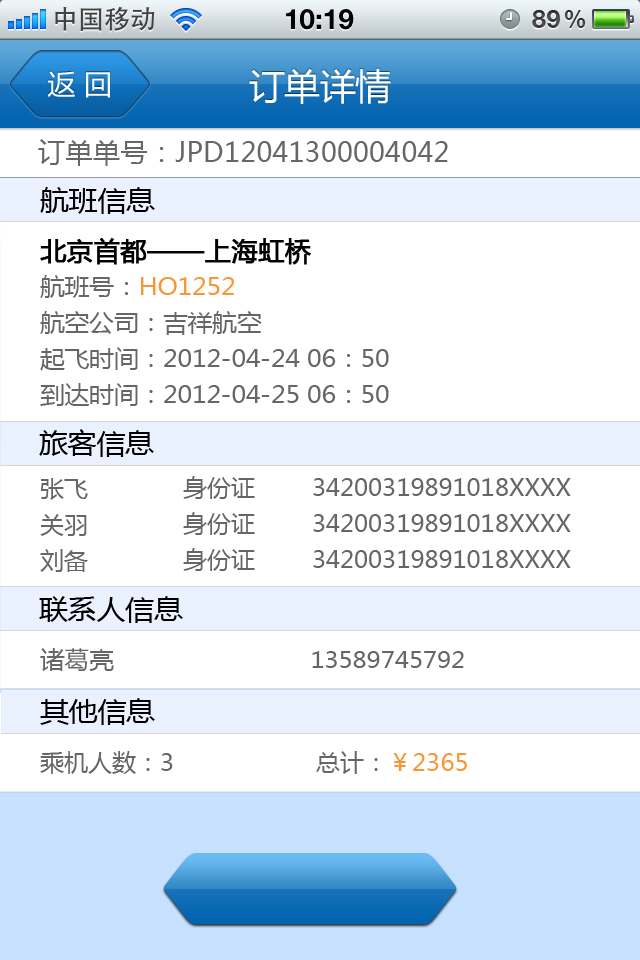 中国移动 10:19 89%
返回 订单详情
订单单号：JPD12041300004042
航班信息
北京首都——上海虹桥
航班号：HO1252
航空公司：吉祥航空
起飞时间：2012-04-24 06：50
到达时间：2012-04-25 06：50
旅客信息
张飞 身份证 34200319891018XXXX
关羽 身份证 34200319891018XXXX
刘备 身份证 34200319891018XXXX
联系人信息
诸葛亮 13589745792
其他信息
乘机人数：3 总计：￥2365